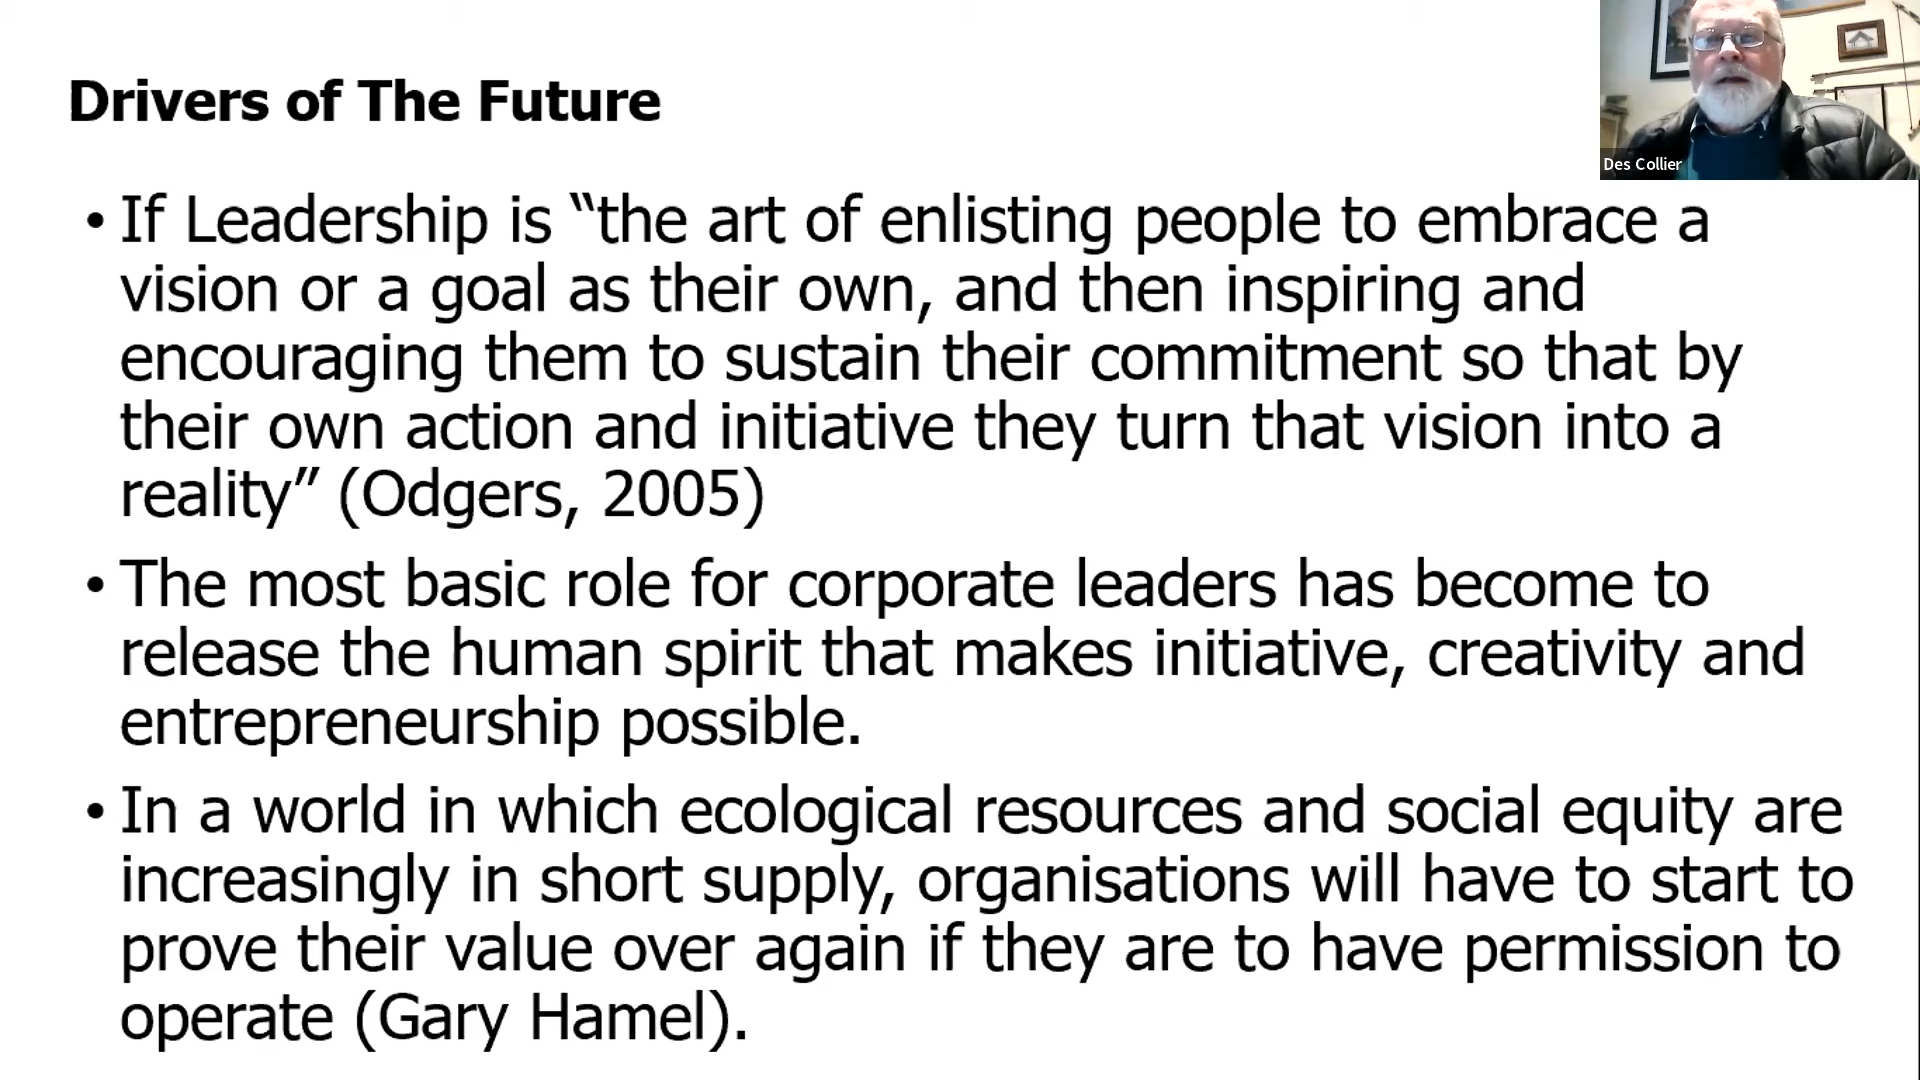 Drivers of The Future
Des Collier
• If Leadership is “the art of enlisting people to embrace a
vision or a goal as their own, and then inspiring and
encouraging them to sustain their commitment so that by
their own action and initiative they turn that vision into a
reality” (Odgers, 2005)
• The most basic role for corporate leaders has become to
release the human spirit that makes initiative, creativity and
entrepreneurship possible.
• In a world in which ecological resources and social equity are
increasingly in short supply, organisations will have to start to
prove their value over again if they are to have permission to
operate (Gary Hamel).